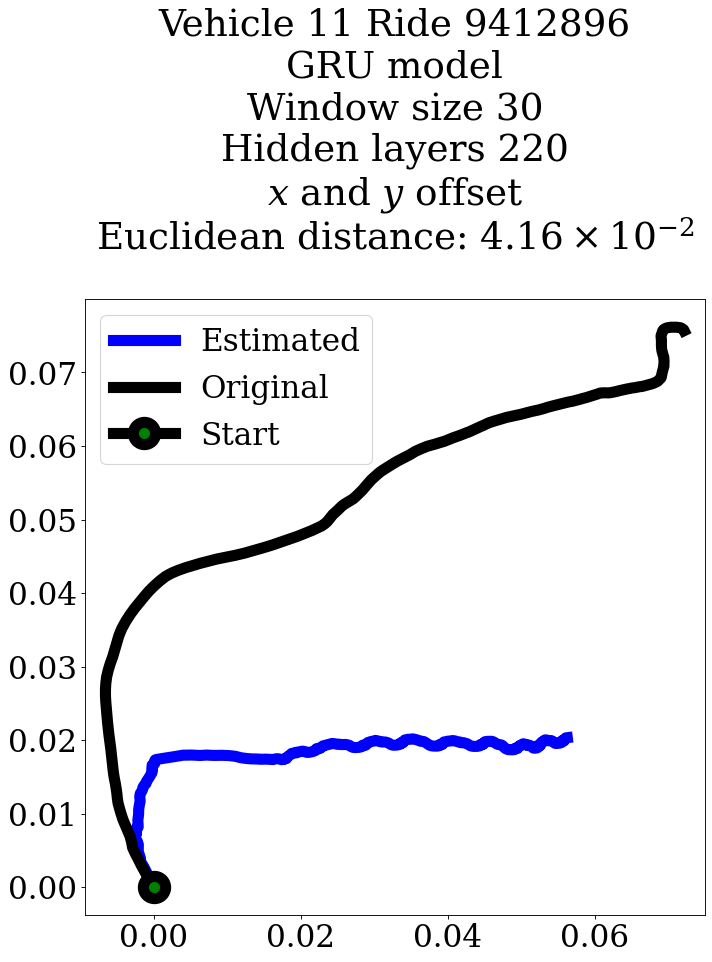 Vehicle 11 Ride 9412896
GRU model
Window size 30
Hidden layers 220
x and y offset
Euclidean distance: 4.16 × 10⁻²
Estimated
Original
Start
0.07
0.06
0.05
0.04
0.03
0.02
0.01
0.00
0.00 0.02 0.04 0.06